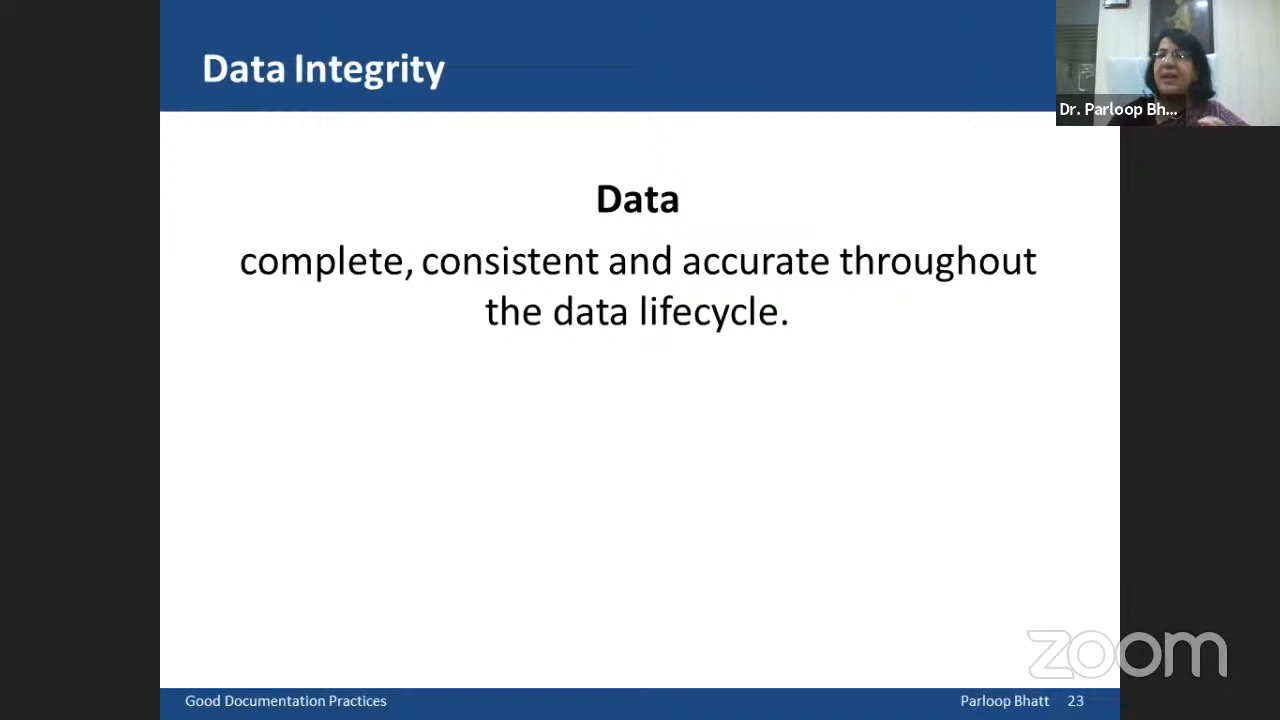 Data Integrity
Dr. Parloop Bh...
Data
complete, consistent and accurate throughout
the data lifecycle.
zoom
Good Documentation Practices
Parloop Bhatt 23